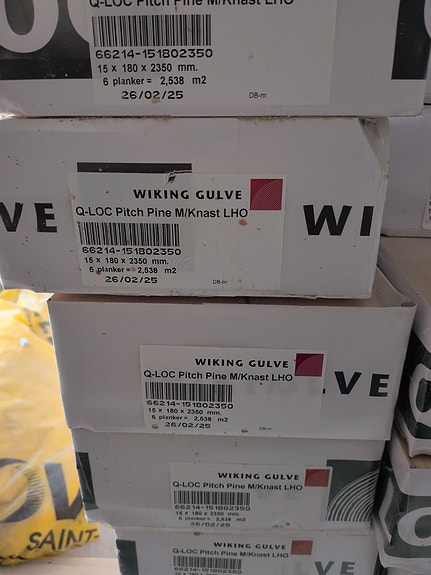 Q-LOC Pitch Pine M/Knast LHO
66214-151802350
15 x 180 x 2350 mm.
6 planker = 2,538 m2
26/02/25
DB-nr
VE
WIKING GULVE
WI
Q-LOC Pitch Pine M/Knast LHO
66214-151802350
15 x 180 x 2350 mm.
6 planker = 2,538 m2
26/02/25
DB-nr
WIKING GULVE
Q-LOC Pitch Pine M/Knast LHO
LVE
66214-151802350
15 x 180 x 2350 mm.
6 planker = 2,538 m2
26/02/25
DB-nr
WIKING GULVE
Q-LOC Pitch Pine M/Knast LHO
66214-151802350
15 x 180 x 2350 mm.
6 planker = 2,538 m2
26/02/25
SAINT-
WIKING GULVE
Q-LOC Pitch Pine M/Knast LHO
66214-151802350